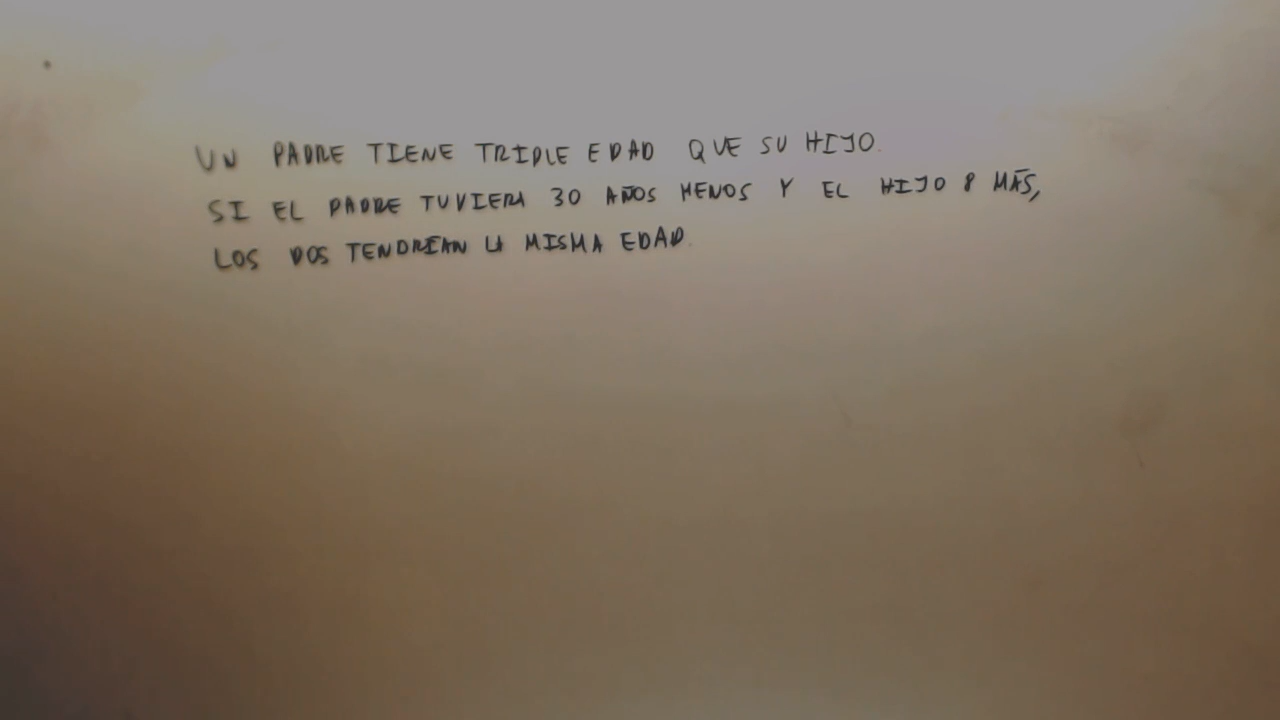 UN PADRE TIENE TRIPLE EDAD QUE SU HIJO.
SI EL PADRE TUVIERA 30 AÑOS MENOS Y EL HIJO 8 MÁS,
LOS DOS TENDRÍAN LA MISMA EDAD.